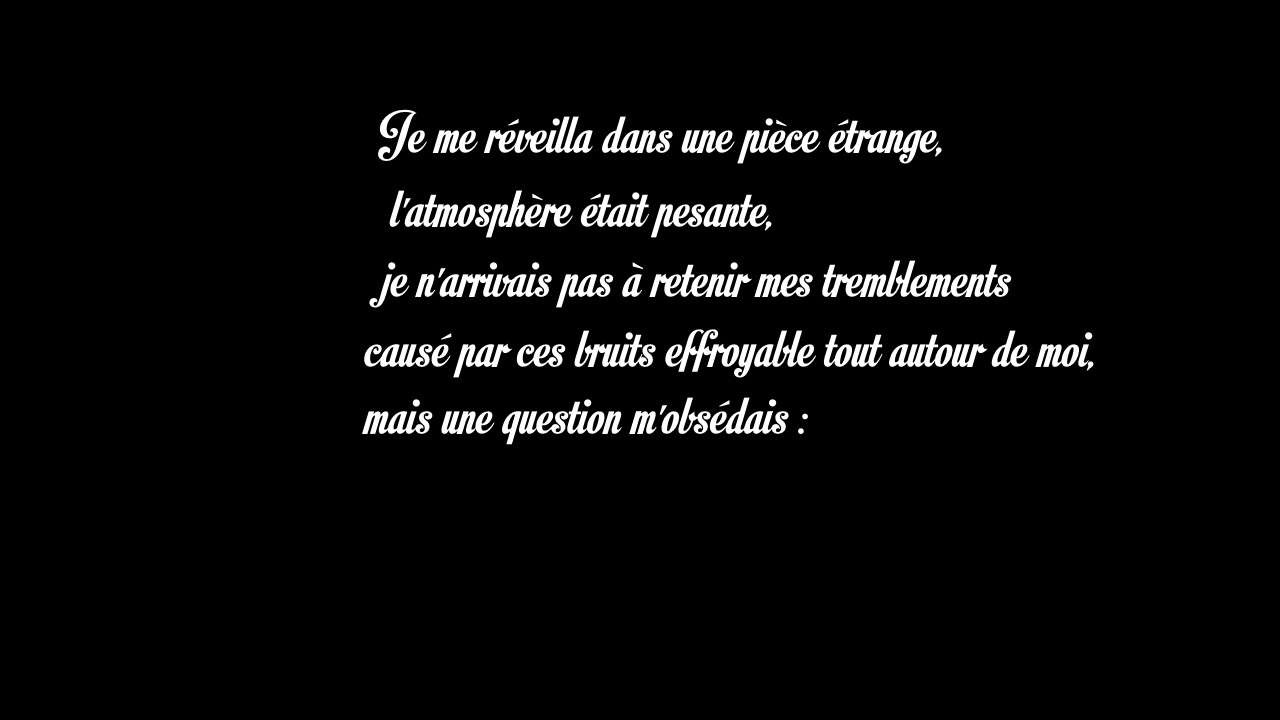 Je me réveilla dans une pièce étrange,
l'atmosphère était pesante,
je n'arrivais pas à retenir mes tremblements
causé par ces bruits effroyable tout autour de moi,
mais une question m'obsédais :